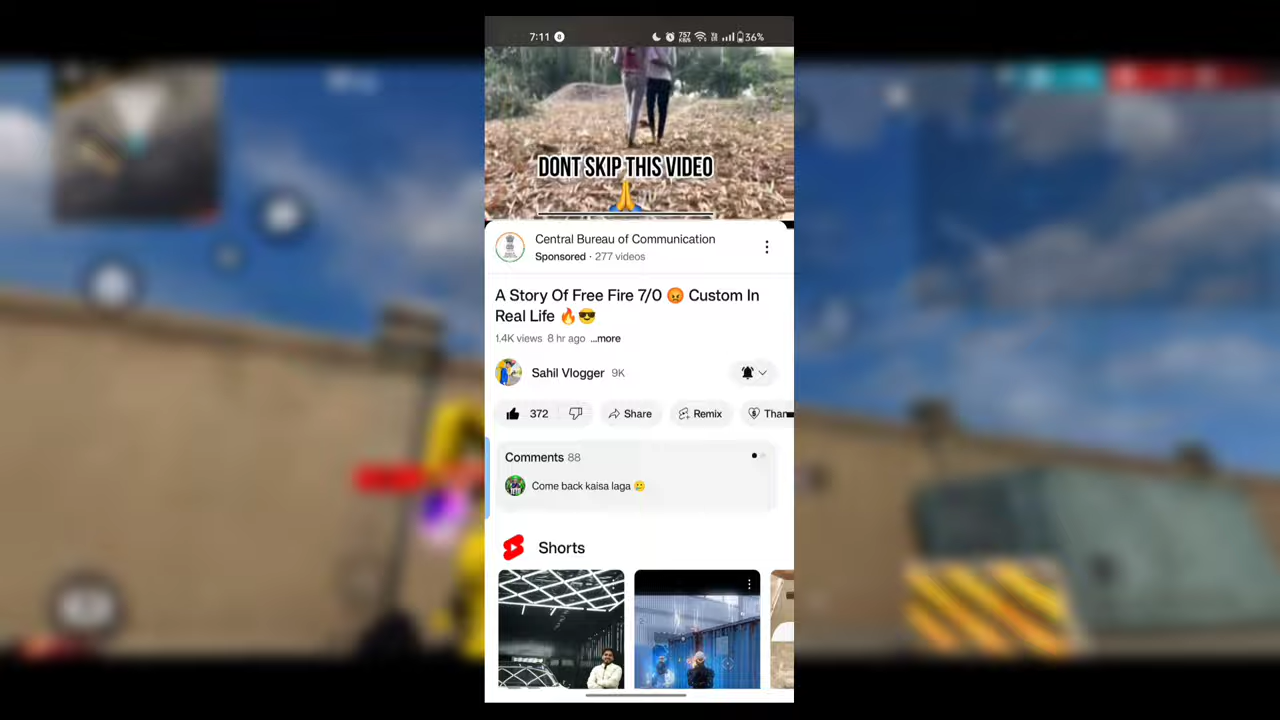 7:11
36%
DONT SKIP THIS VIDEO
Central Bureau of Communication
Sponsored · 277 videos
A Story Of Free Fire 7/0 😡 Custom In
Real Life 🔥😎
1.4K views 8 hr ago ...more
Sahil Vlogger 9K
372 Share Remix Than
Comments 88
Come back kaisa laga 🥲
Shorts